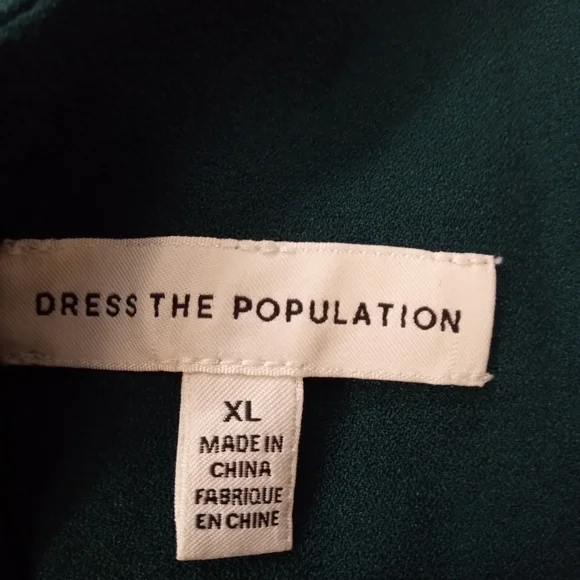 DRESS THE POPULATION
XL
MADE IN
CHINA
FABRIQUE
EN CHINE